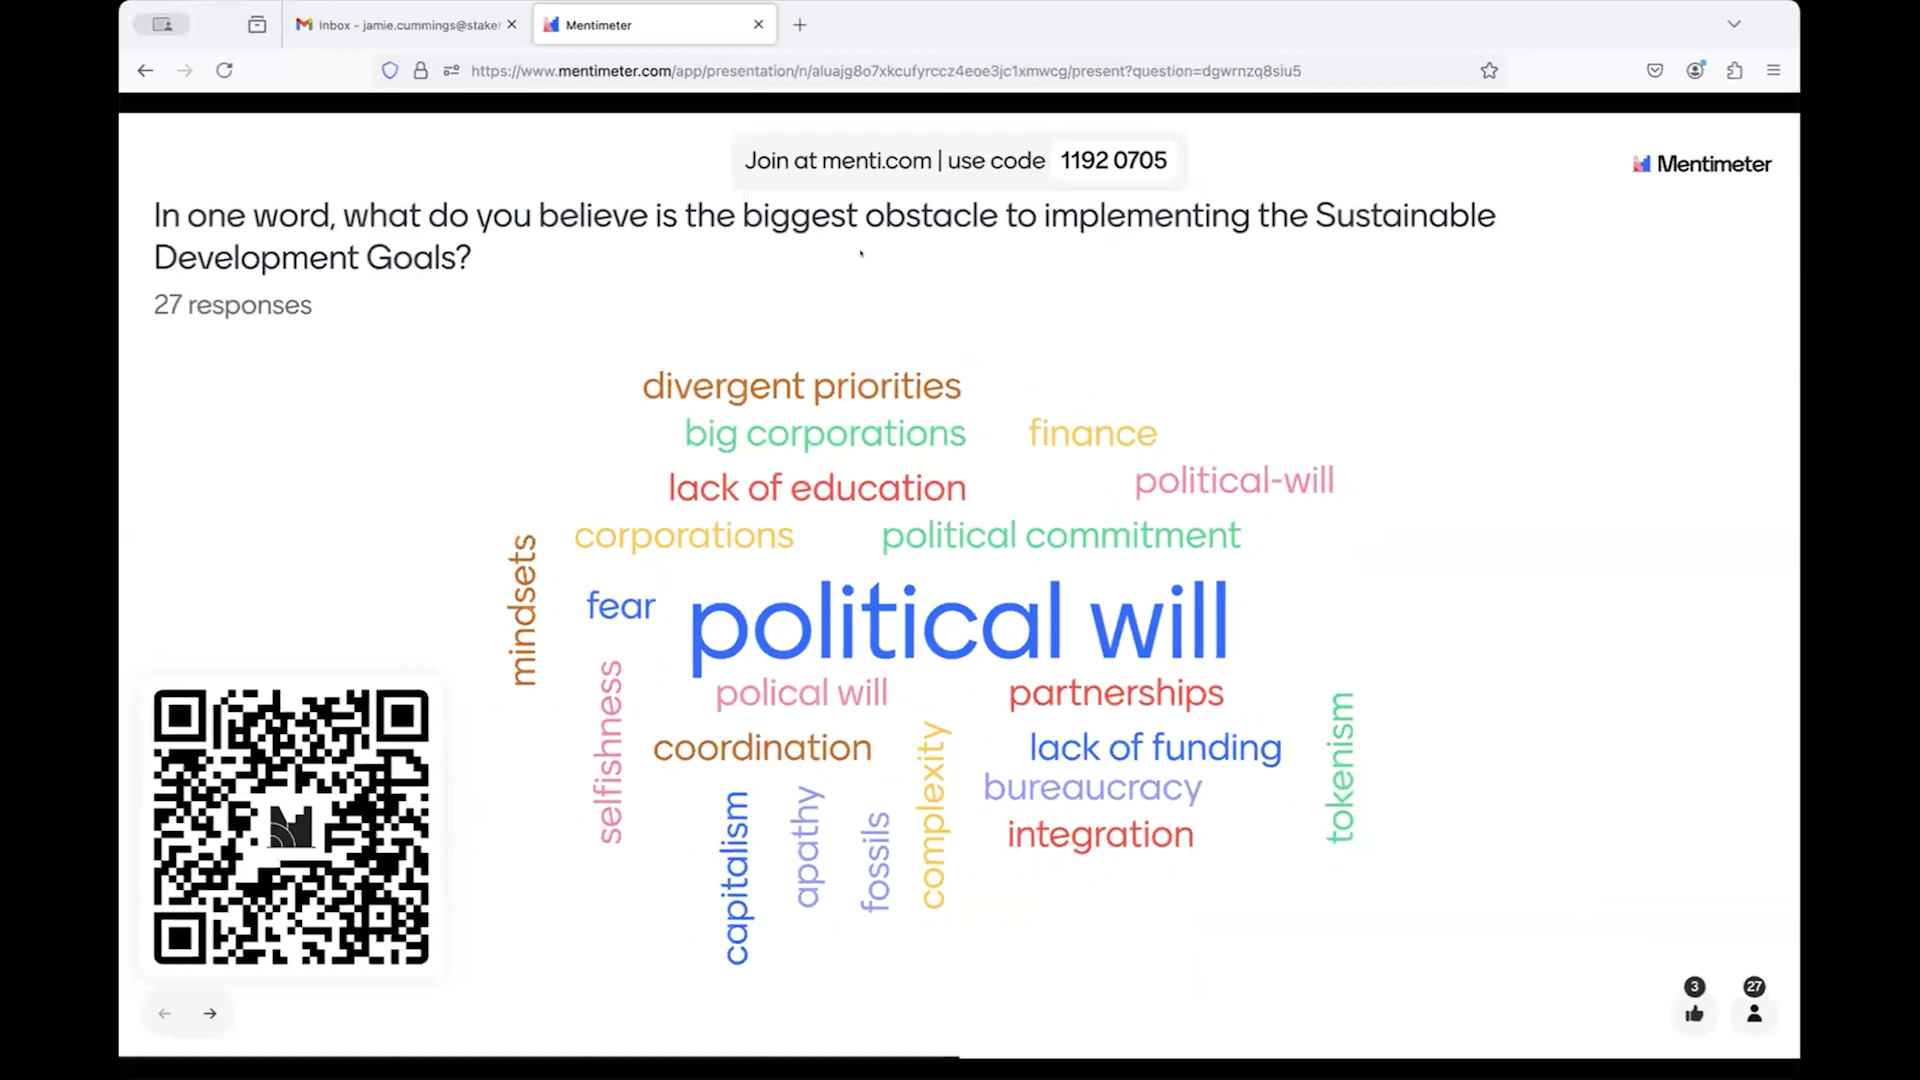 Inbox - jamie.cummings@stakeh
Mentimeter
https://www.mentimeter.com/app/presentation/n/aluajg8o7xkcufyrccz4eoe3jc1xmwcg/present?question=dgwrnzq8siu5
Join at menti.com | use code 1192 0705
Mentimeter
In one word, what do you believe is the biggest obstacle to implementing the Sustainable
Development Goals?
27 responses
divergent priorities
big corporations
finance
lack of education
political-will
corporations
political commitment
mindsets
fear
political will
selfishness
polical will
partnerships
tokenism
coordination
complexity
lack of funding
bureaucracy
capitalism
apathy
fossils
integration
3
27